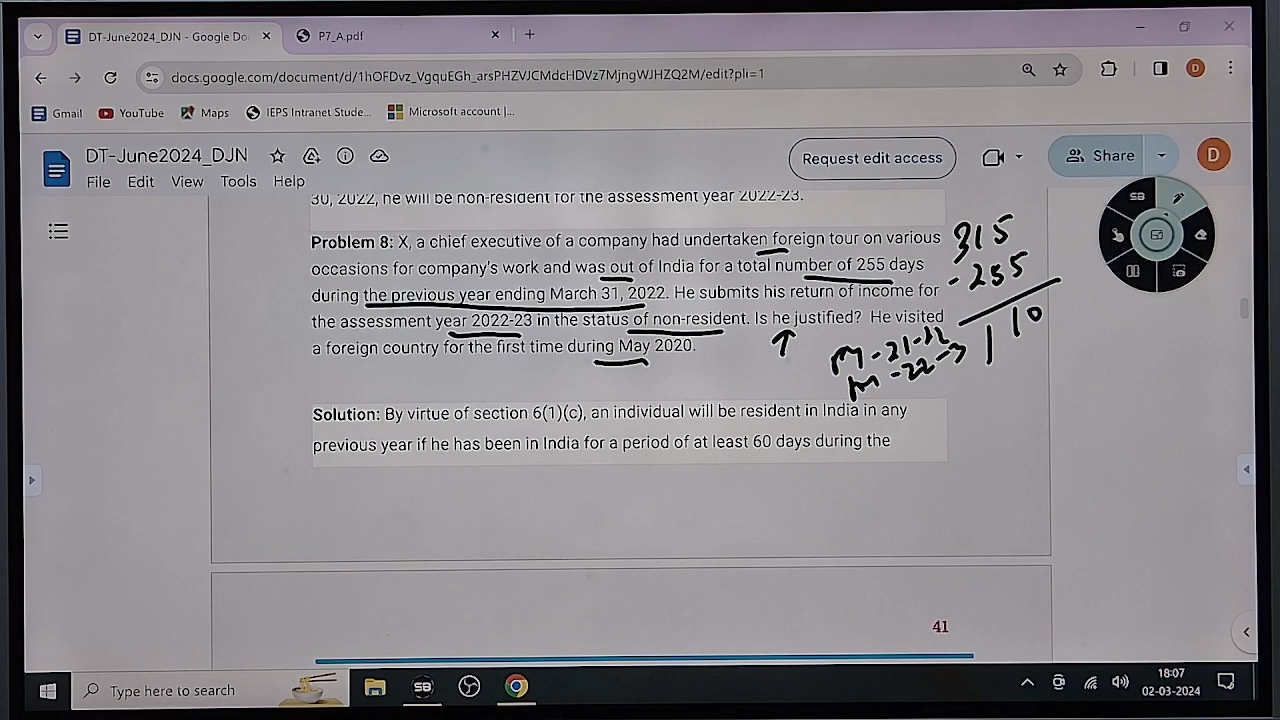 DT-June2024_DJN - Google Do
P7_A.pdf
docs.google.com/document/d/1hOFDvz_VgquEGh_arsPHZVJCMdcHDVz7MjngWJHZQ2M/edit?pli=1
Gmail YouTube Maps IEPS Intranet Stude... Microsoft account |...
DT-June2024_DJN
File Edit View Tools Help
Request edit access
Share
D
30, 2022, he will be non-resident for the assessment year 2022-23.
Problem 8: X, a chief executive of a company had undertaken foreign tour on various
occasions for company's work and was out of India for a total number of 255 days
during the previous year ending March 31, 2022. He submits his return of income for
the assessment year 2022-23 in the status of non-resident. Is he justified? He visited
a foreign country for the first time during May 2020.
315
-255
110
21-22
22-3
SB
Solution: By virtue of section 6(1)(c), an individual will be resident in India in any
previous year if he has been in India for a period of at least 60 days during the
41
Type here to search
SB
18:07
02-03-2024